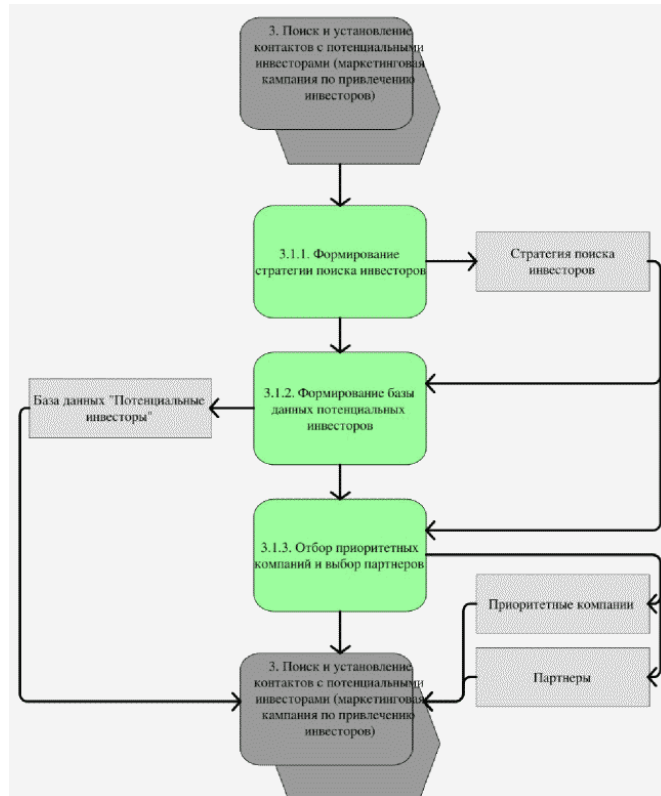 3. Поиск и установление
контактов с потенциальными
инвесторами (маркетинговая
кампания по привлечению
инвесторов)
3.1.1. Формирование
стратегии поиска инвесторов
Стратегия поиска
инвесторов
3.1.2. Формирование базы
данных потенциальных
инвесторов
База данных "Потенциальные
инвесторы"
3.1.3. Отбор приоритетных
компаний и выбор партнеров
Приоритетные компании
Партнеры
3. Поиск и установление
контактов с потенциальными
инвесторами (маркетинговая
кампания по привлечению
инвесторов)